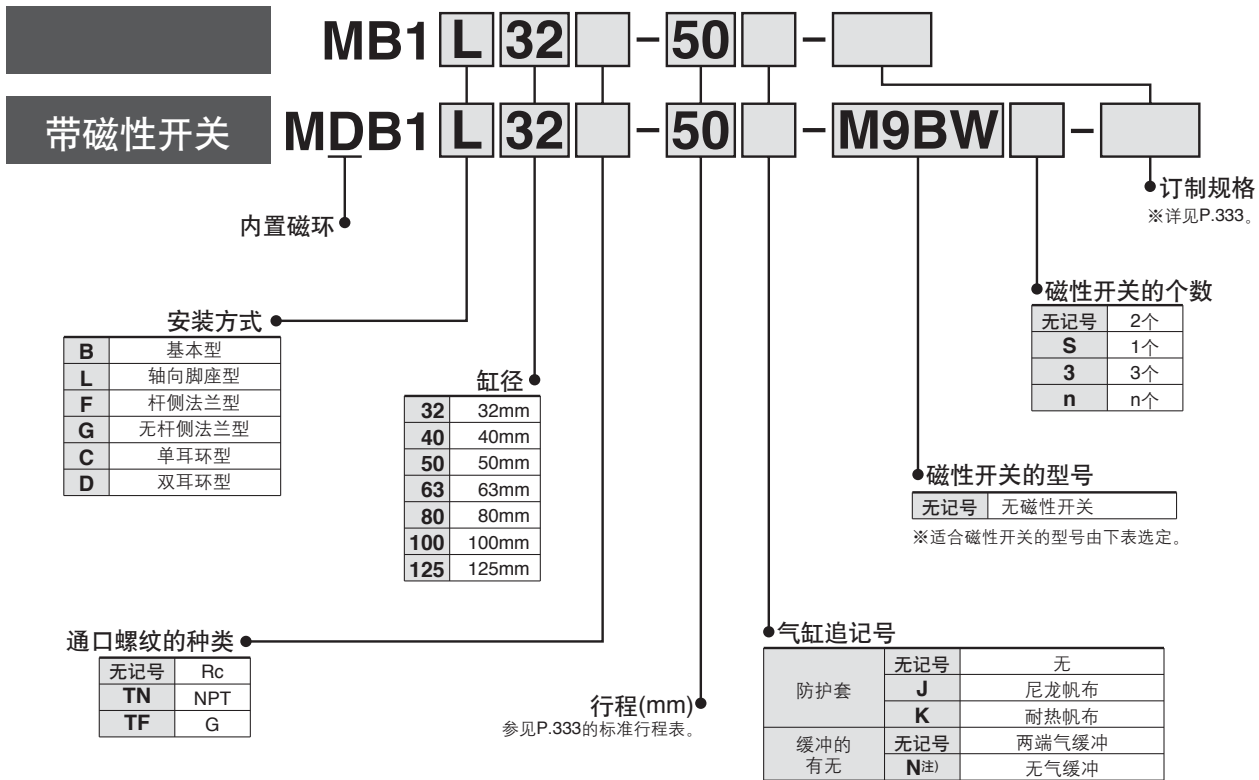 MB1 L 32 - 50 -
带磁性开关 MDB1 L 32 - 50 - M9BW -
内置磁环
订制规格
※详见P.333。
磁性开关的个数
无记号 2个
S 1个
3 3个
n n个
安装方式
B 基本型
L 轴向脚座型
F 杆侧法兰型
G 无杆侧法兰型
C 单耳环型
D 双耳环型
缸径
32 32mm
40 40mm
50 50mm
63 63mm
80 80mm
100 100mm
125 125mm
磁性开关的型号
无记号 无磁性开关
※适合磁性开关的型号由下表选定。
通口螺纹的种类
无记号 Rc
TN NPT
TF G
行程(mm)
参见P.333的标准行程表。
气缸追记号
防护套 无记号 无
J 尼龙帆布
K 耐热帆布
缓冲的有无 无记号 两端气缓冲
N注) 无气缓冲